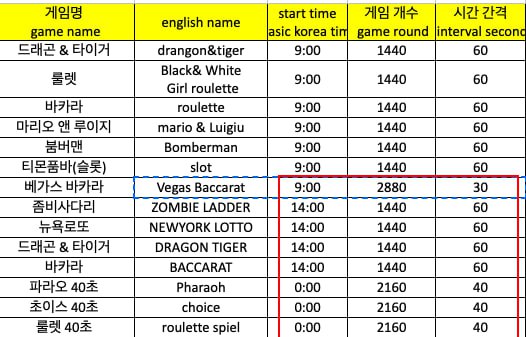 게임명 english name start time 게임 개수 시간 간격
game name asic korea tim game round interval second
드래곤 & 타이거 drangon&tiger 9:00 1440 60
룰렛 Black& White Girl roulette 9:00 1440 60
바카라 roulette 9:00 1440 60
마리오 앤 루이지 mario & Luigiu 9:00 1440 60
붐버맨 Bomberman 9:00 1440 60
티몬품바(슬롯) slot 9:00 1440 60
베가스 바카라 Vegas Baccarat 9:00 2880 30
좀비사다리 ZOMBIE LADDER 14:00 1440 60
뉴욕로또 NEWYORK LOTTO 14:00 1440 60
드래곤 & 타이거 DRAGON TIGER 14:00 1440 60
바카라 BACCARAT 14:00 1440 60
파라오 40초 Pharaoh 0:00 2160 40
초이스 40초 choice 0:00 2160 40
룰렛 40초 roulette spiel 0:00 2160 40